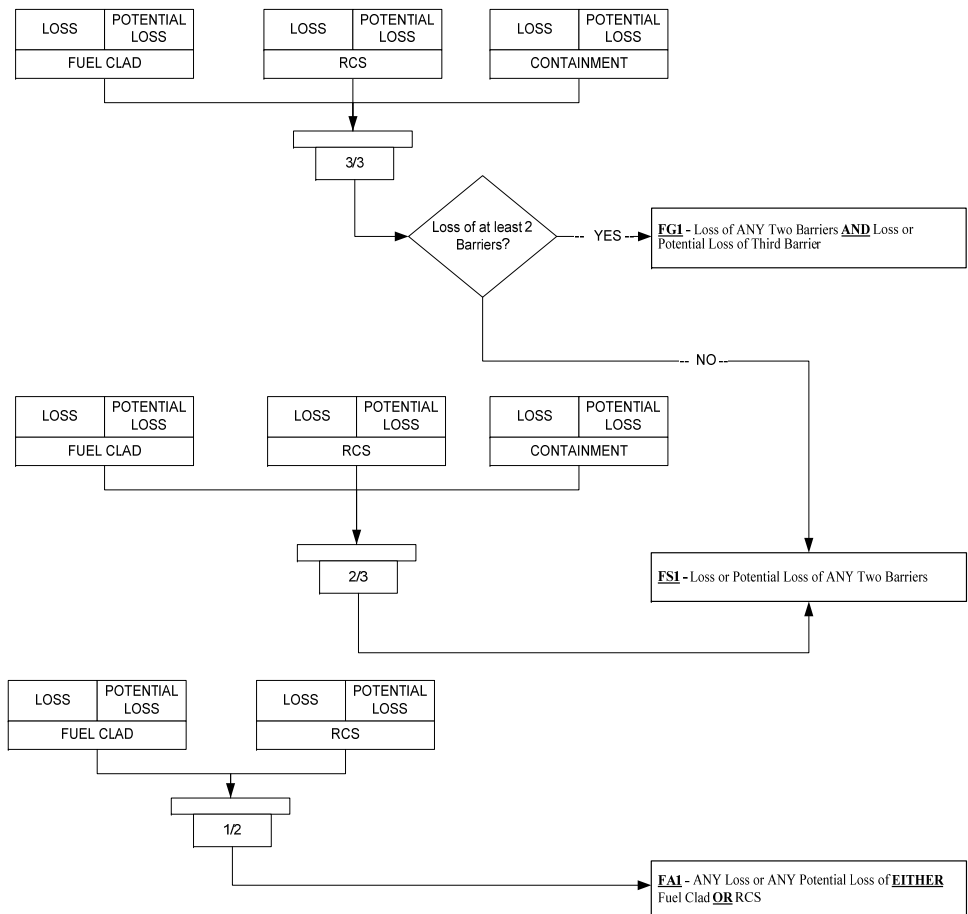 LOSS
POTENTIAL
LOSS
FUEL CLAD
LOSS
POTENTIAL
LOSS
RCS
LOSS
POTENTIAL
LOSS
CONTAINMENT
3/3
Loss of at least 2
Barriers?
-- YES --
FG1 - Loss of ANY Two Barriers AND Loss or
Potential Loss of Third Barrier
-- NO --
LOSS
POTENTIAL
LOSS
FUEL CLAD
LOSS
POTENTIAL
LOSS
RCS
LOSS
POTENTIAL
LOSS
CONTAINMENT
2/3
FS1 - Loss or Potential Loss of ANY Two Barriers
LOSS
POTENTIAL
LOSS
FUEL CLAD
LOSS
POTENTIAL
LOSS
RCS
1/2
FA1 - ANY Loss or ANY Potential Loss of EITHER
Fuel Clad OR RCS